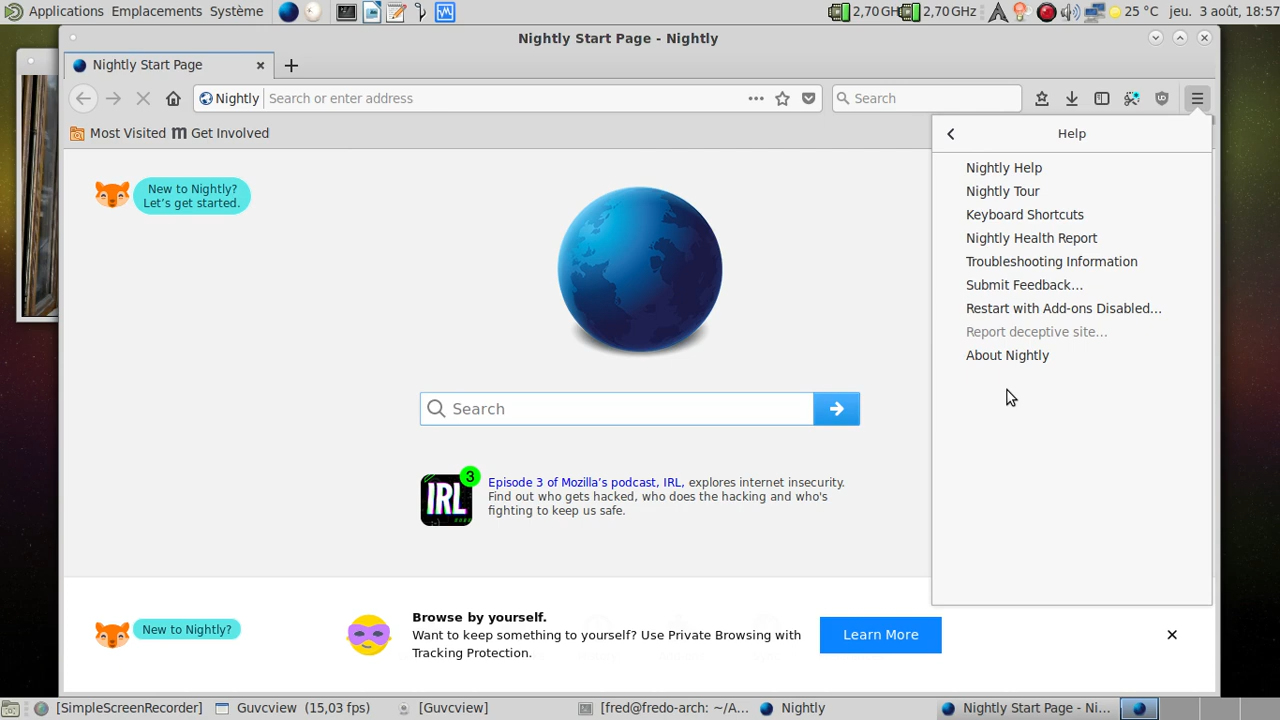 Applications Emplacements Système 2,70 GH 2,70 GHz 25 °C jeu. 3 août, 18:57
Nightly Start Page - Nightly
Nightly Start Page
Nightly Search or enter address Search
Most Visited m Get Involved
Help
Nightly Help
Nightly Tour
Keyboard Shortcuts
Nightly Health Report
Troubleshooting Information
Submit Feedback…
Restart with Add-ons Disabled…
Report deceptive site…
About Nightly
New to Nightly?
Let's get started.
Search
3
IRL
Episode 3 of Mozilla's podcast, IRL, explores internet insecurity.
Find out who gets hacked, who does the hacking and who's
fighting to keep us safe.
New to Nightly?
Browse by yourself.
Want to keep something to yourself? Use Private Browsing with
Tracking Protection.
Learn More
[SimpleScreenRecorder] Guvcview (15,03 fps) [Guvcview] [fred@fredo-arch: ~/A... Nightly Nightly Start Page - Ni...